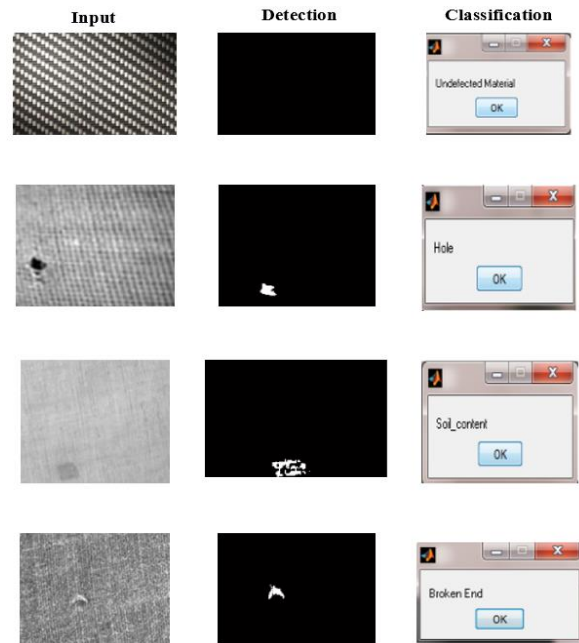 Input Detection Classification
Undefected Material
OK
Hole
OK
Soil_content
OK
Broken End
OK